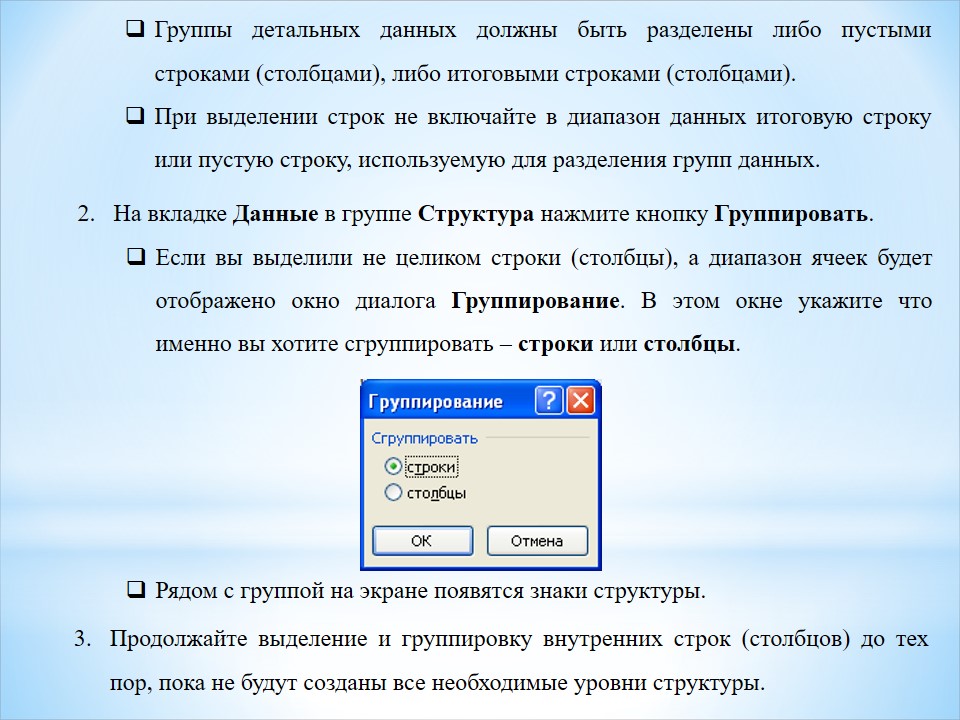 ❑ Группы детальных данных должны быть разделены либо пустыми
строками (столбцами), либо итоговыми строками (столбцами).
❑ При выделении строк не включайте в диапазон данных итоговую строку
или пустую строку, используемую для разделения групп данных.
2. На вкладке Данные в группе Структура нажмите кнопку Группировать.
❑ Если вы выделили не целиком строки (столбцы), а диапазон ячеек будет
отображено окно диалога Группирование. В этом окне укажите что
именно вы хотите сгруппировать – строки или столбцы.
Группирование
Сгруппировать
строки
столбцы
ОК Отмена
❑ Рядом с группой на экране появятся знаки структуры.
3. Продолжайте выделение и группировку внутренних строк (столбцов) до тех
пор, пока не будут созданы все необходимые уровни структуры.